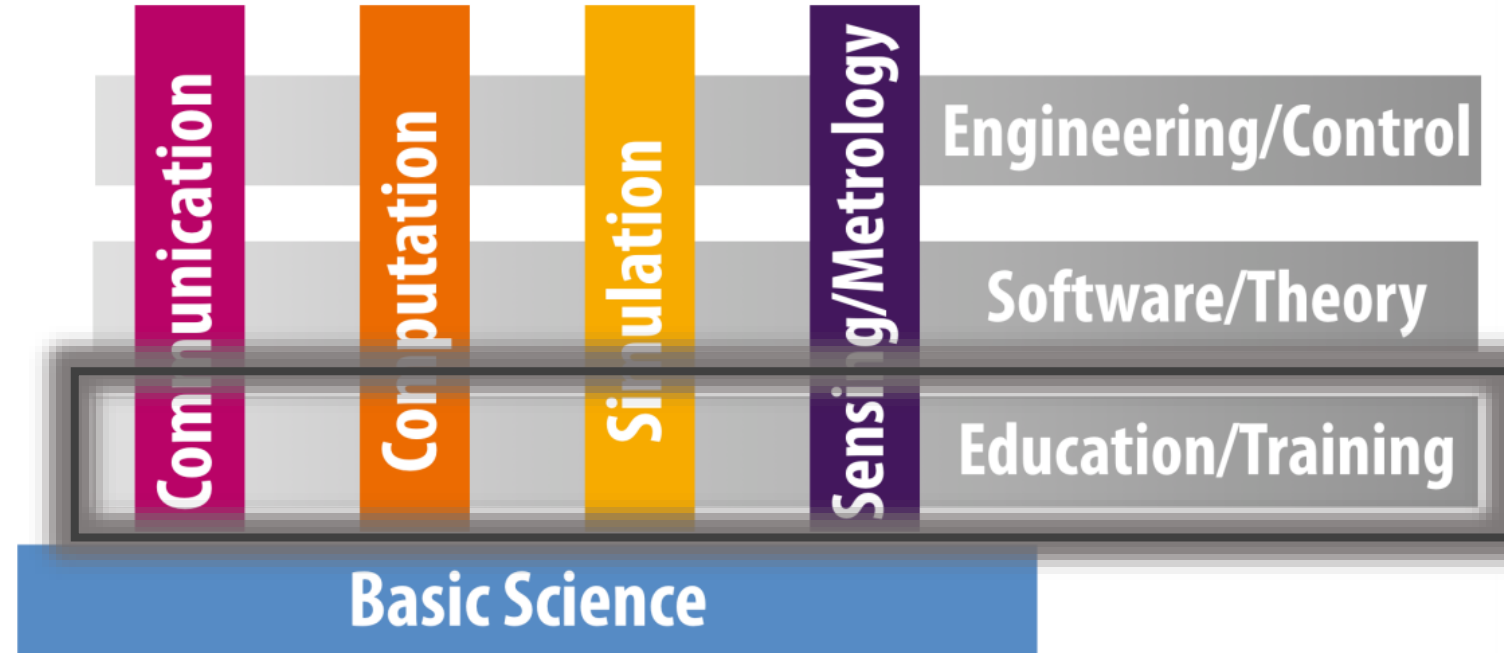 Communication
Computation
Simulation
Sensing/Metrology
Engineering/Control
Software/Theory
Education/Training
Basic Science